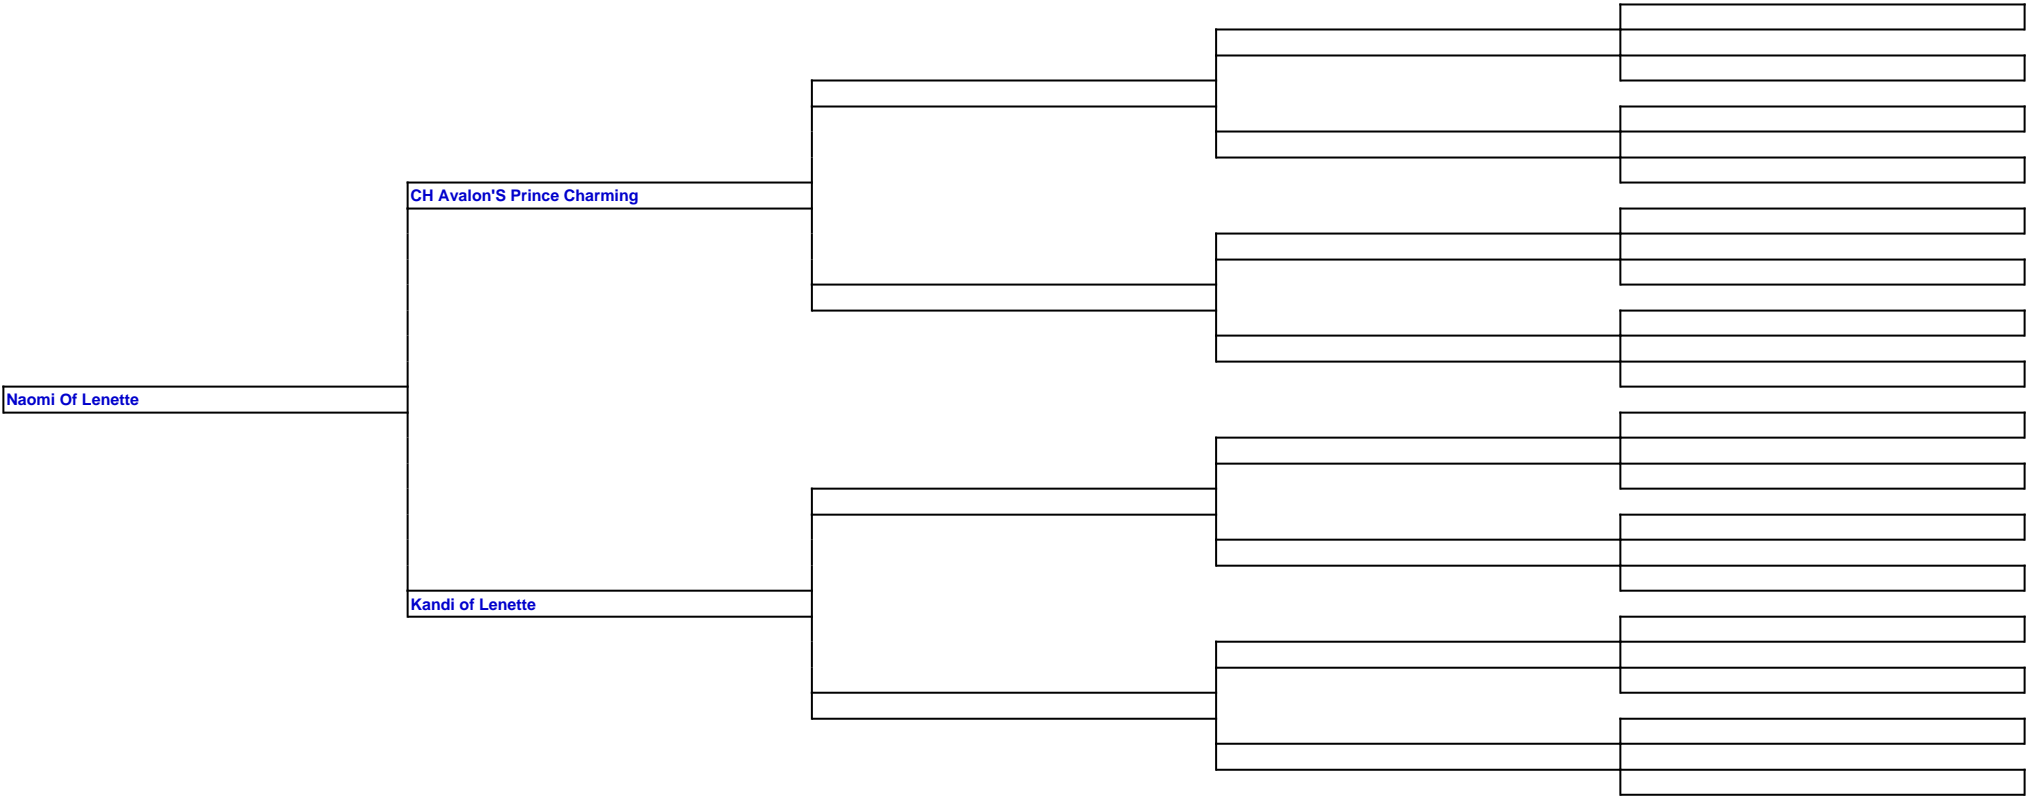 CH Avalon'S Prince Charming
Naomi Of Lenette
Kandi of Lenette